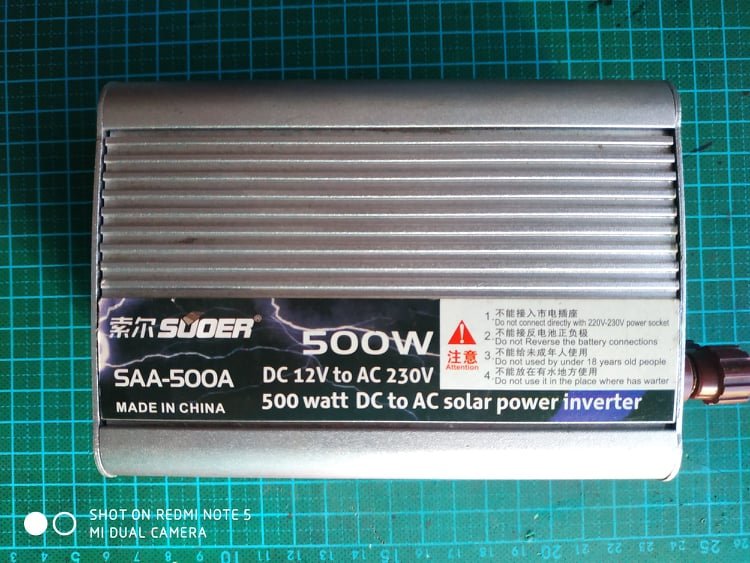 索尔 SUOER®
500W
SAA-500A
DC 12V to AC 230V
MADE IN CHINA
500 watt DC to AC solar power inverter
注意
Attention
1. 不能接入市电插座
Do not connect directly with 220V-230V power socket
2. 不能接反电池正负极
Do not Reverse the battery connections
3. 不能给未成年人使用
Do not used by under 18 years old people
4. 不能放在有水地方使用
Do not use it in the place where has warter
SHOT ON REDMI NOTE 5
MI DUAL CAMERA